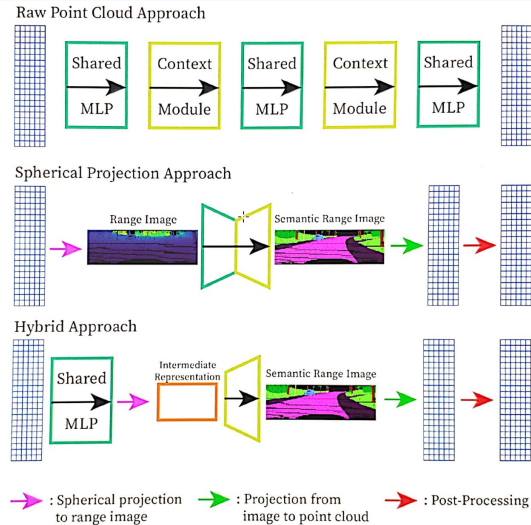 Raw Point Cloud Approach
Shared
MLP
Context
Module
Shared
MLP
Context
Module
Shared
MLP
Spherical Projection Approach
Range Image
Semantic Range Image
Hybrid Approach
Shared
MLP
Intermediate
Representation
Semantic Range Image
: Spherical projection
to range image
: Projection from
image to point cloud
: Post-Processing